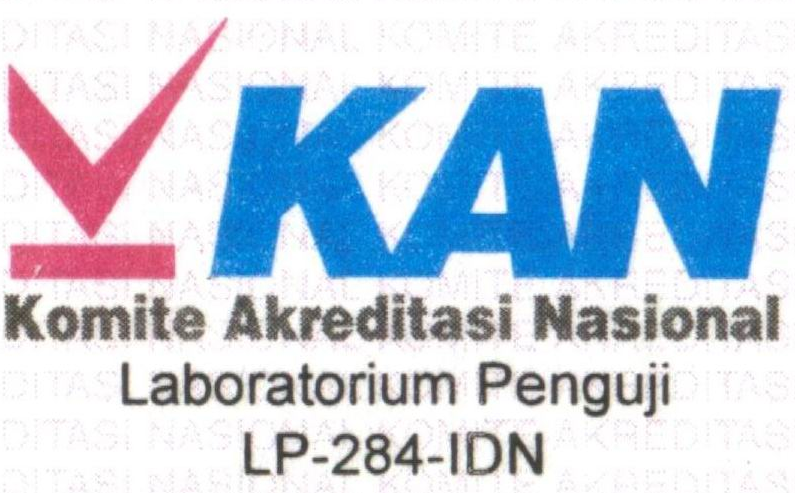 KAN
Komite Akreditasi Nasional
Laboratorium Penguji
LP-284-IDN